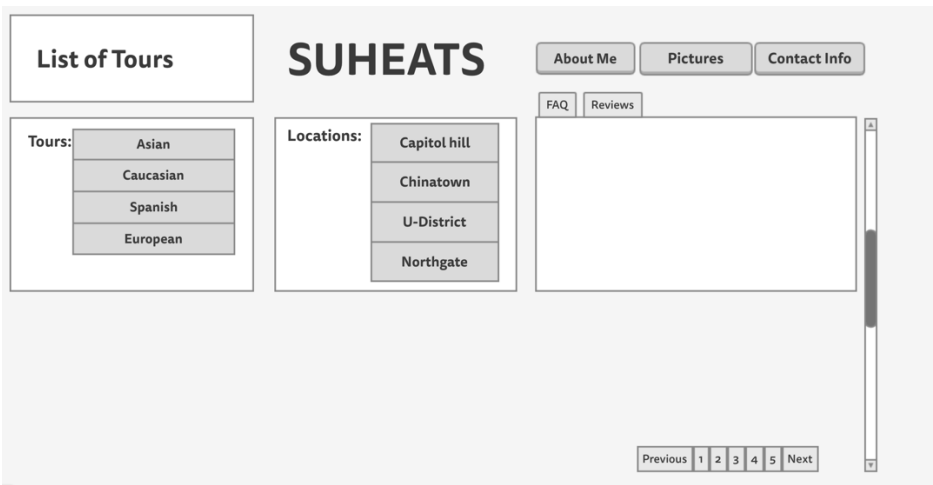 List of Tours
SUHEATS
About Me
Pictures
Contact Info
FAQ
Reviews
Tours:
Asian
Caucasian
Spanish
European
Locations:
Capitol hill
Chinatown
U-District
Northgate
Previous 1 2 3 4 5 Next